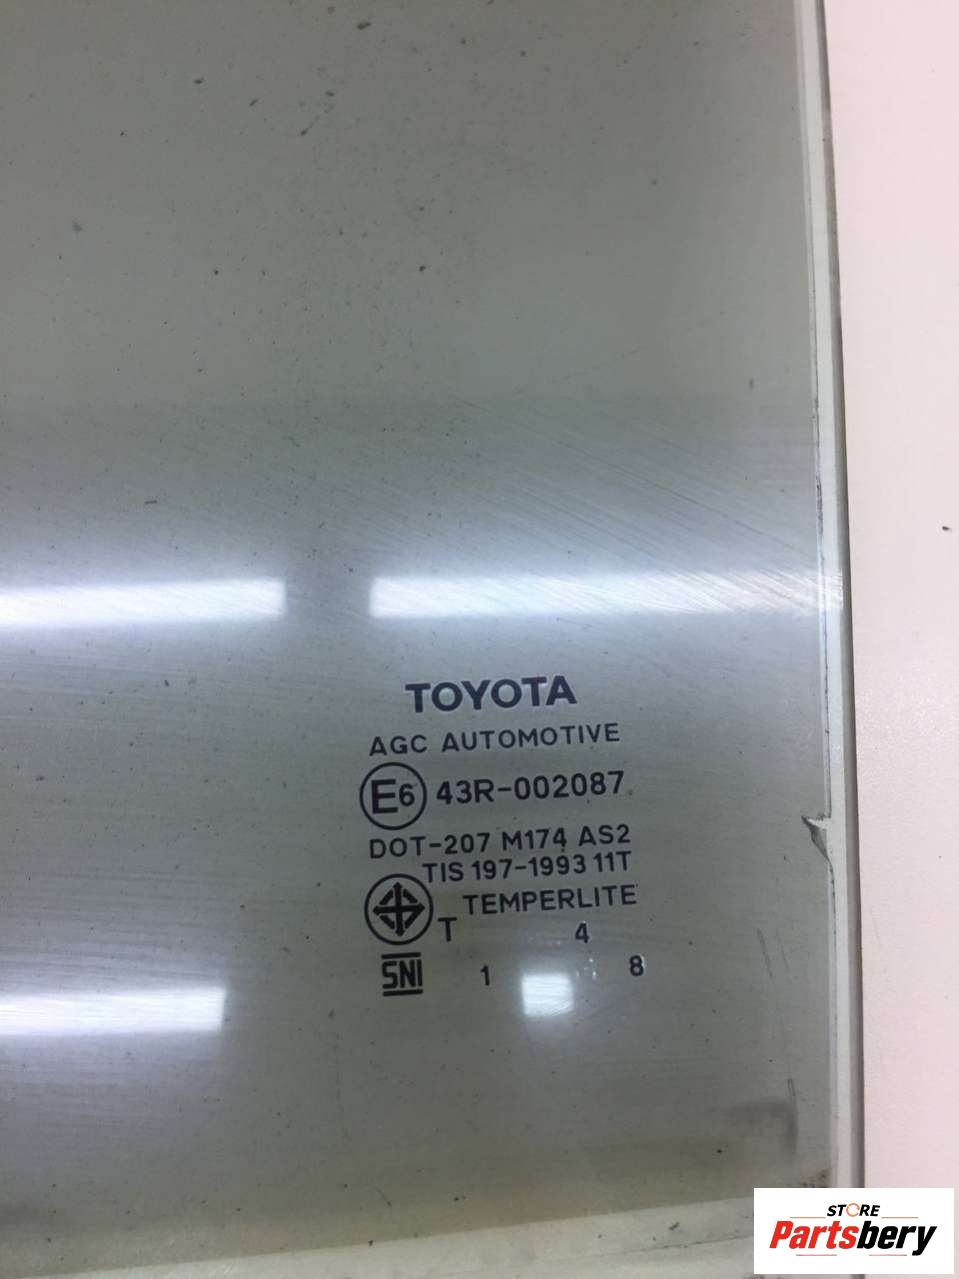 TOYOTA
AGC AUTOMOTIVE
E6 43R-002087
DOT-207 M174 AS2
TIS 197-1993 11T
TEMPERLITE
T 4
SNI 1 8
STORE
Partsbery